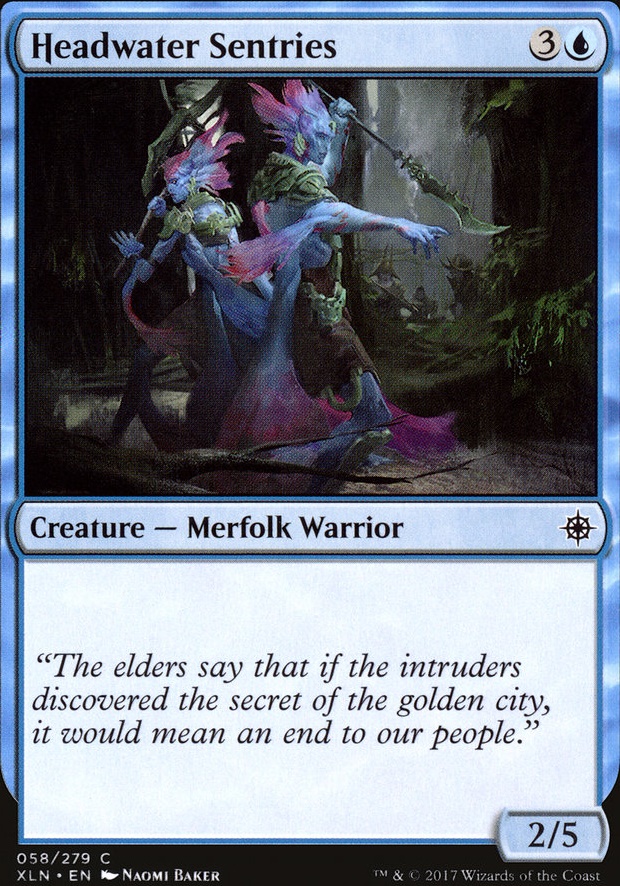 Headwater Sentries 3
Creature — Merfolk Warrior
“The elders say that if the intruders
discovered the secret of the golden city,
it would mean an end to our people.”
2/5
058/279 C
XLN • EN Naomi Baker
™ & © 2017 Wizards of the Coast